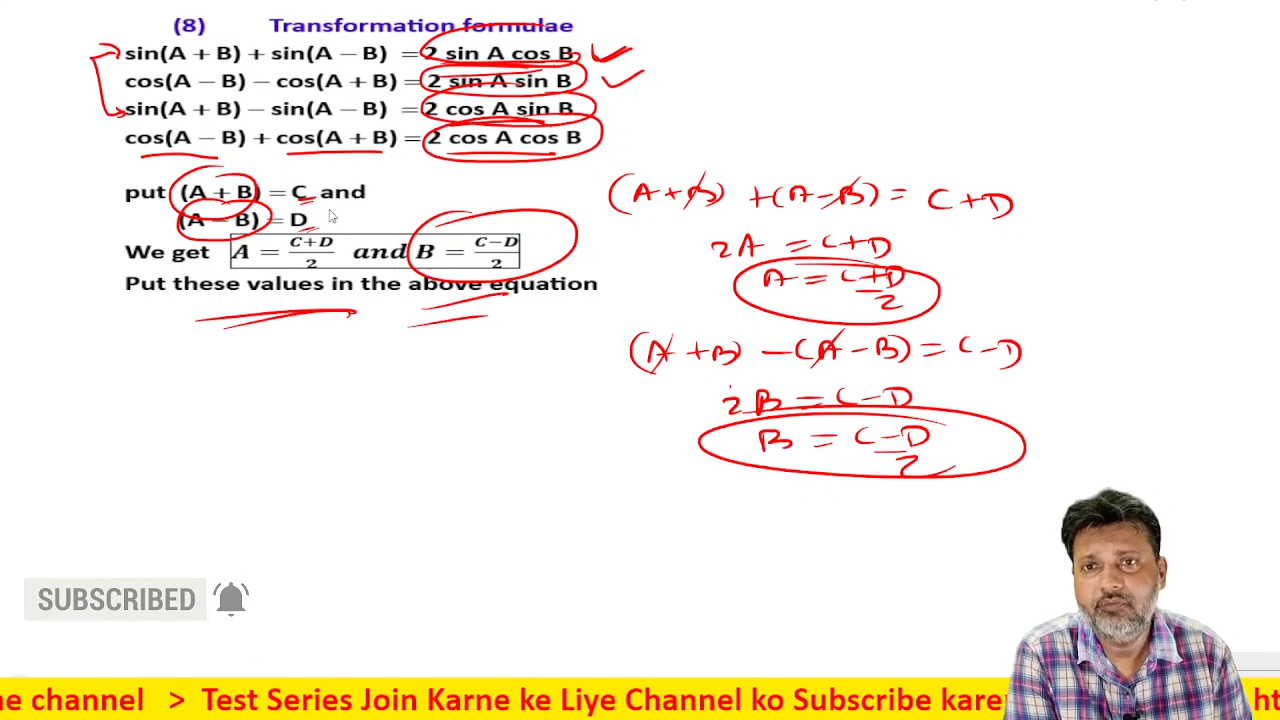 (8) Transformation formulae
sin(A + B) + sin(A − B) = 2 sin A cos B
cos(A − B) − cos(A + B) = 2 sin A sin B
sin(A + B) − sin(A − B) = 2 cos A sin B
cos(A − B) + cos(A + B) = 2 cos A cos B
put (A + B) = C and
(A − B) = D
We get A = C+D/2 and B = C−D/2
Put these values in the above equation
(A+B) +(A−B) = C+D
2A = C+D
A = C+D/2
(A+B) −(A−B) = C−D
2B = C−D
B = C−D/2
SUBSCRIBED
ne channel > Test Series Join Karne ke Liye Channel ko Subscribe kare ht